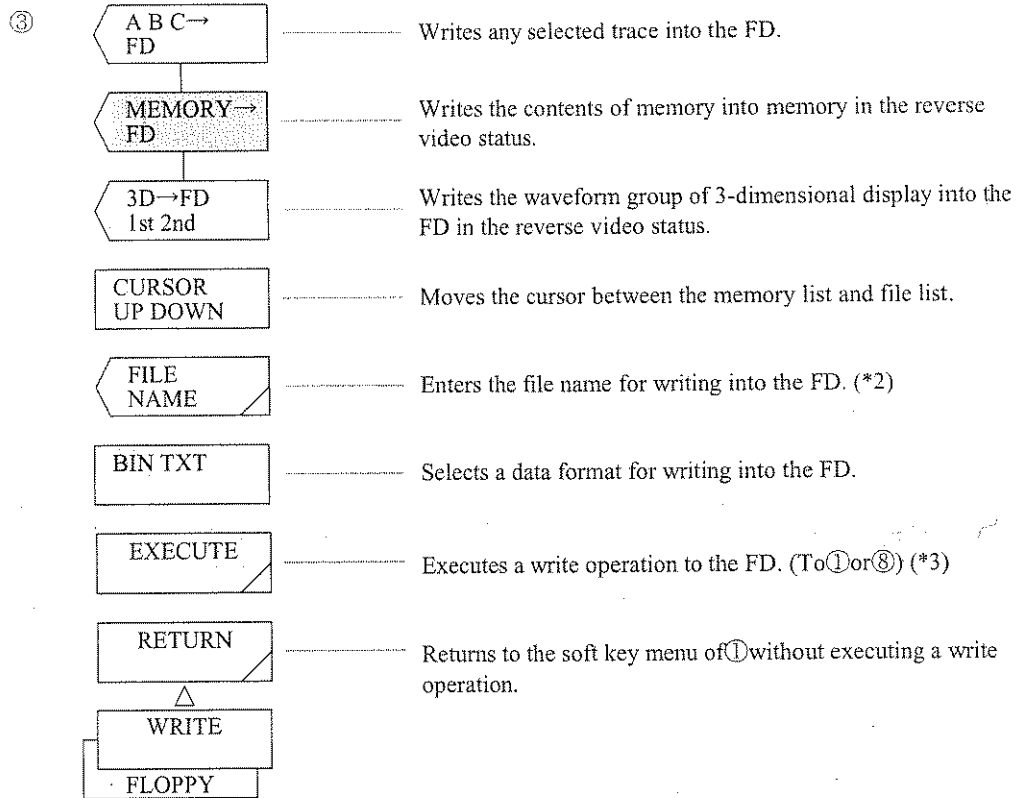 ③
A B C→
FD
Writes any selected trace into the FD.
MEMORY→
FD
Writes the contents of memory into memory in the reverse
video status.
3D→FD
1st 2nd
Writes the waveform group of 3-dimensional display into the
FD in the reverse video status.
CURSOR
UP DOWN
Moves the cursor between the memory list and file list.
FILE
NAME
Enters the file name for writing into the FD. (*2)
BIN TXT
Selects a data format for writing into the FD.
EXECUTE
Executes a write operation to the FD. (To①or⑧) (*3)
RETURN
Returns to the soft key menu of①without executing a write
operation.
WRITE
FLOPPY